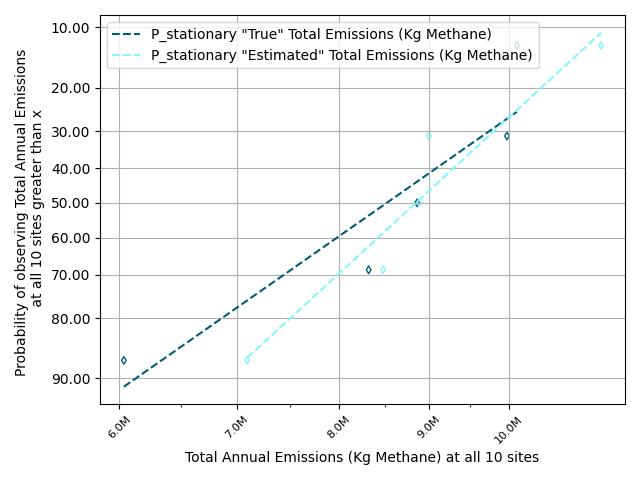 P_stationary "True" Total Emissions (Kg Methane)
P_stationary "Estimated" Total Emissions (Kg Methane)
Probability of observing Total Annual Emissions
at all 10 sites greater than x
10.00
20.00
30.00
40.00
50.00
60.00
70.00
80.00
90.00
6.0M
7.0M
8.0M
9.0M
10.0M
Total Annual Emissions (Kg Methane) at all 10 sites